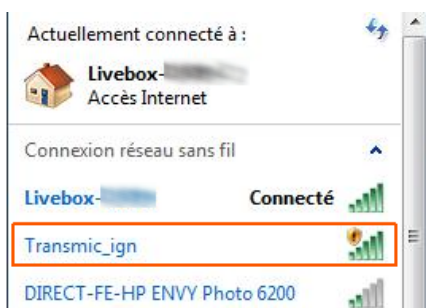 Actuellement connecté à :
Livebox-
Accès Internet
Connexion réseau sans fil
Livebox- Connecté
Transmic_ign
DIRECT-FE-HP ENVY Photo 6200